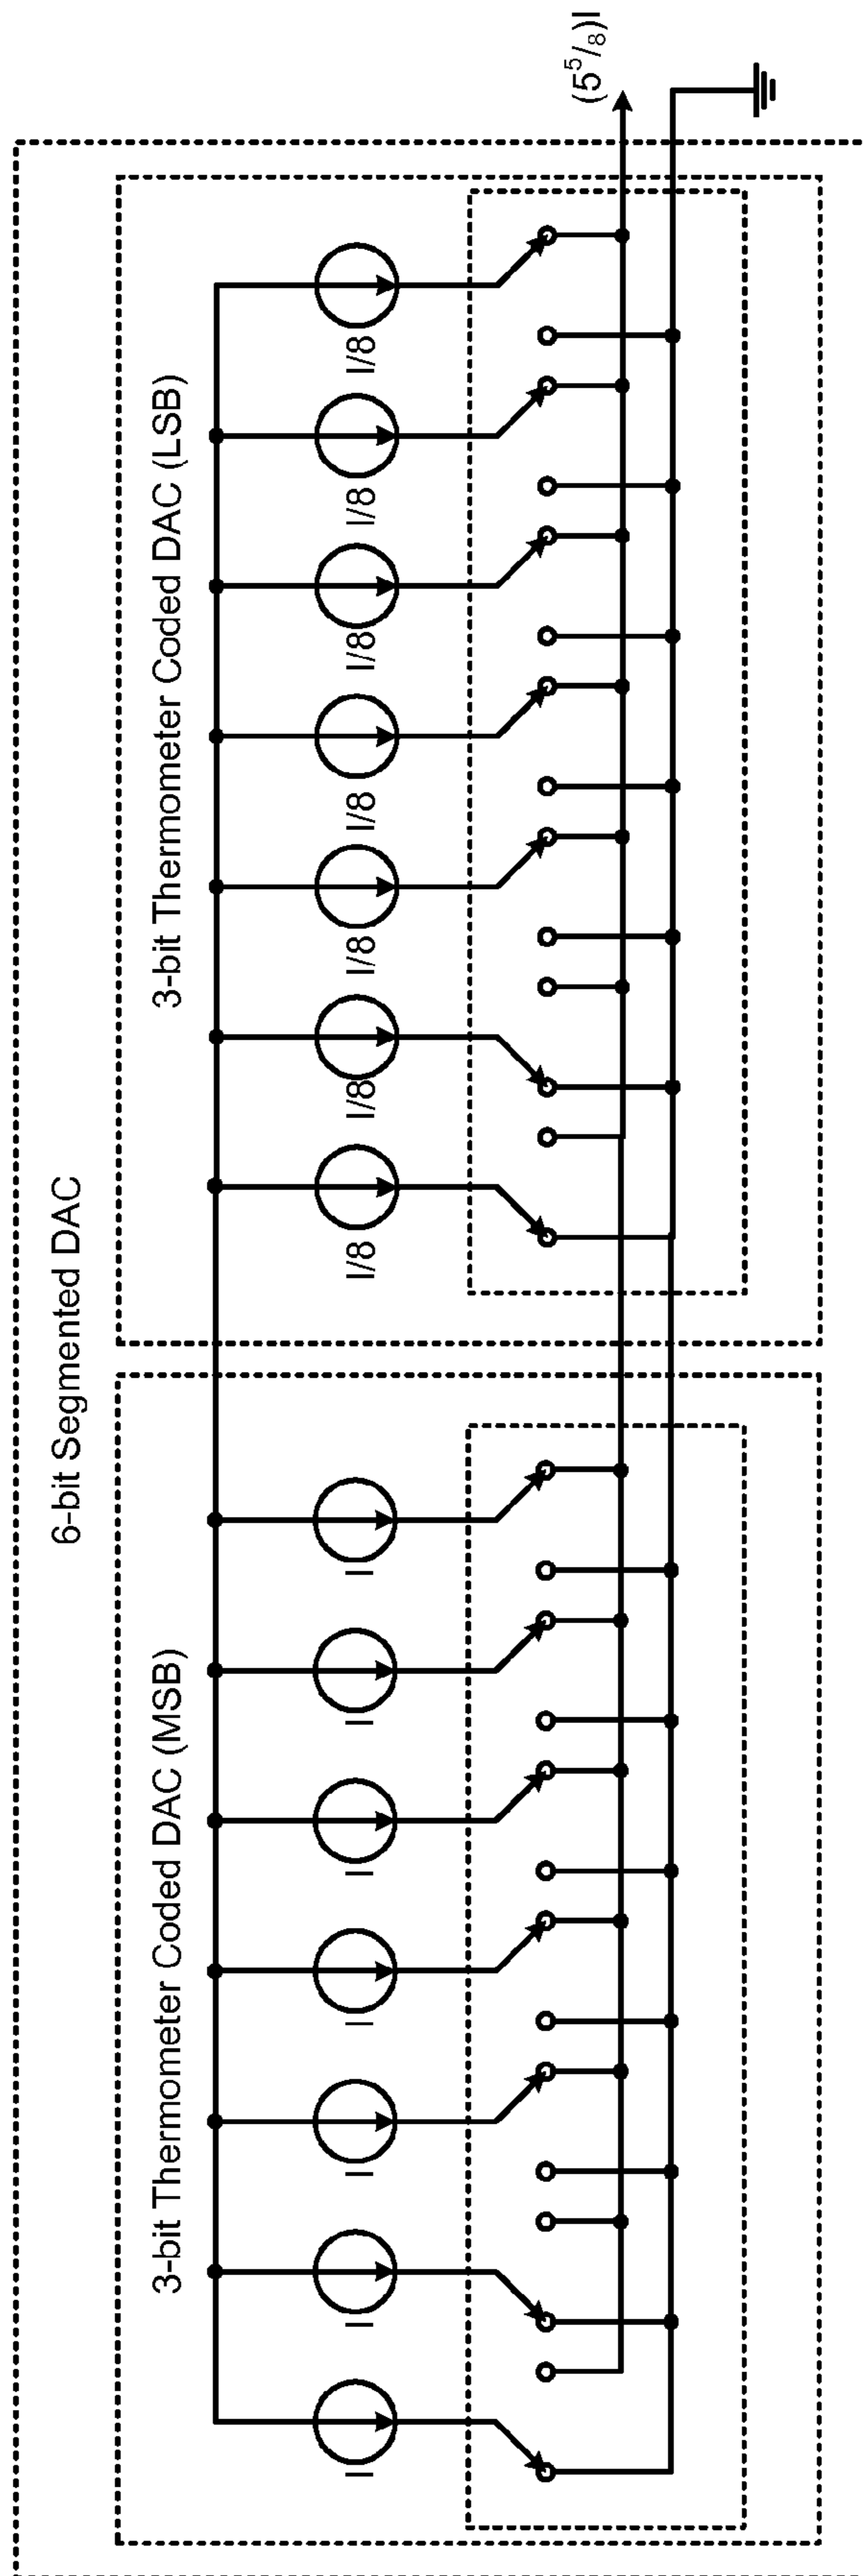 6-bit Segmented DAC
3-bit Thermometer Coded DAC (MSB)
3-bit Thermometer Coded DAC (LSB)
I
I
I
I
I
I
I
I/8
I/8
I/8
I/8
I/8
I/8
I/8
(5⁵/₈)I